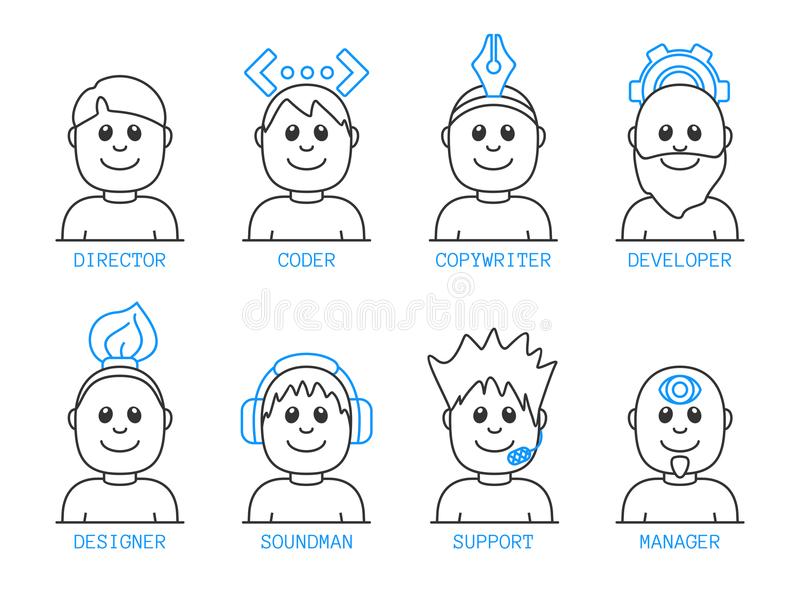 DIRECTOR
CODER
COPYWRITER
DEVELOPER
dreamstime
DESIGNER
SOUNDMAN
SUPPORT
MANAGER